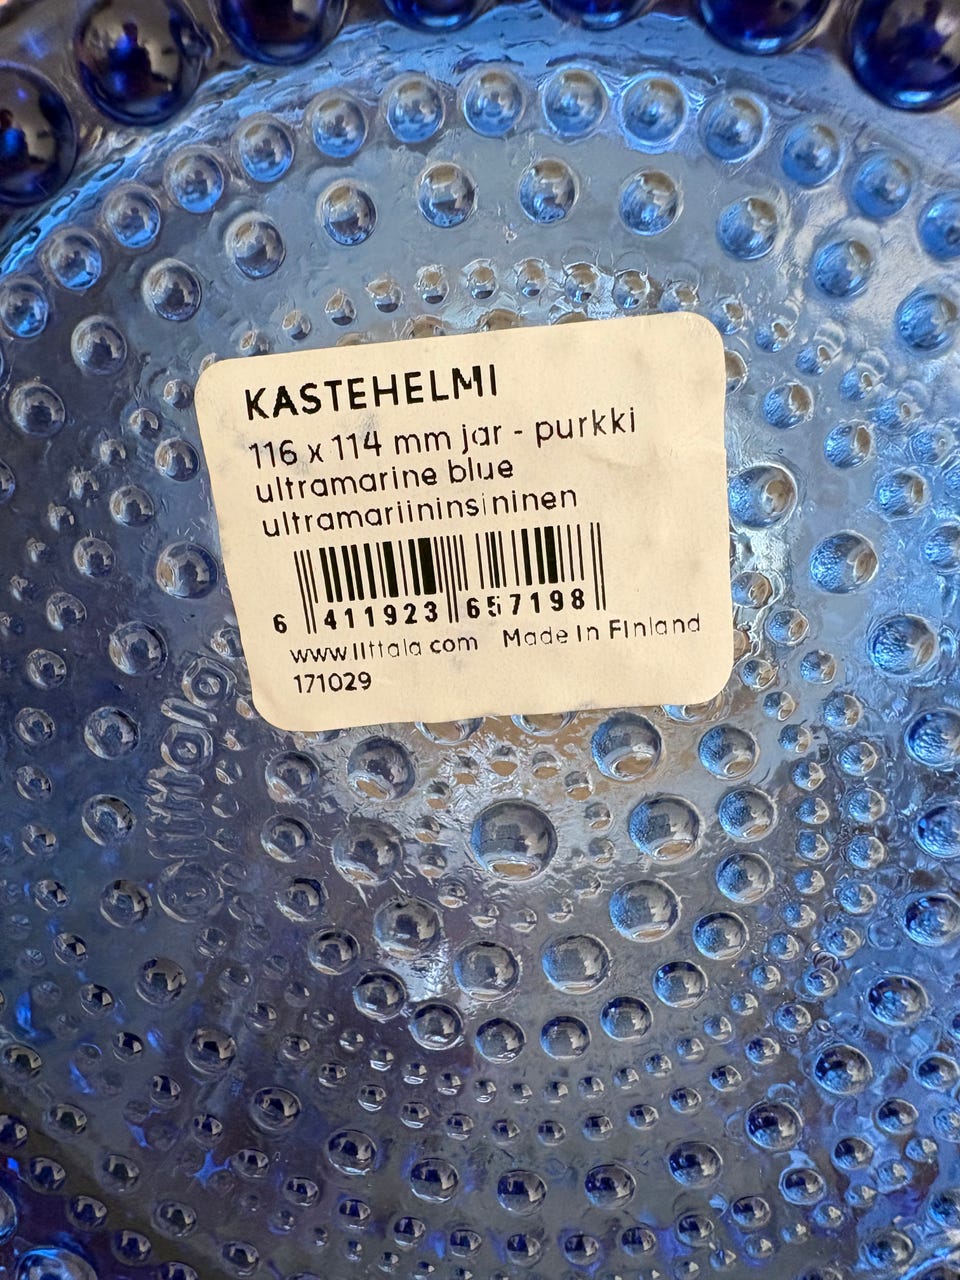 KASTEHELMI
116 x 114 mm jar - purkki
ultramarine blue
ultramariininsininen
6 411923 657198
www.iittala.com Made in Finland
171029
iittala